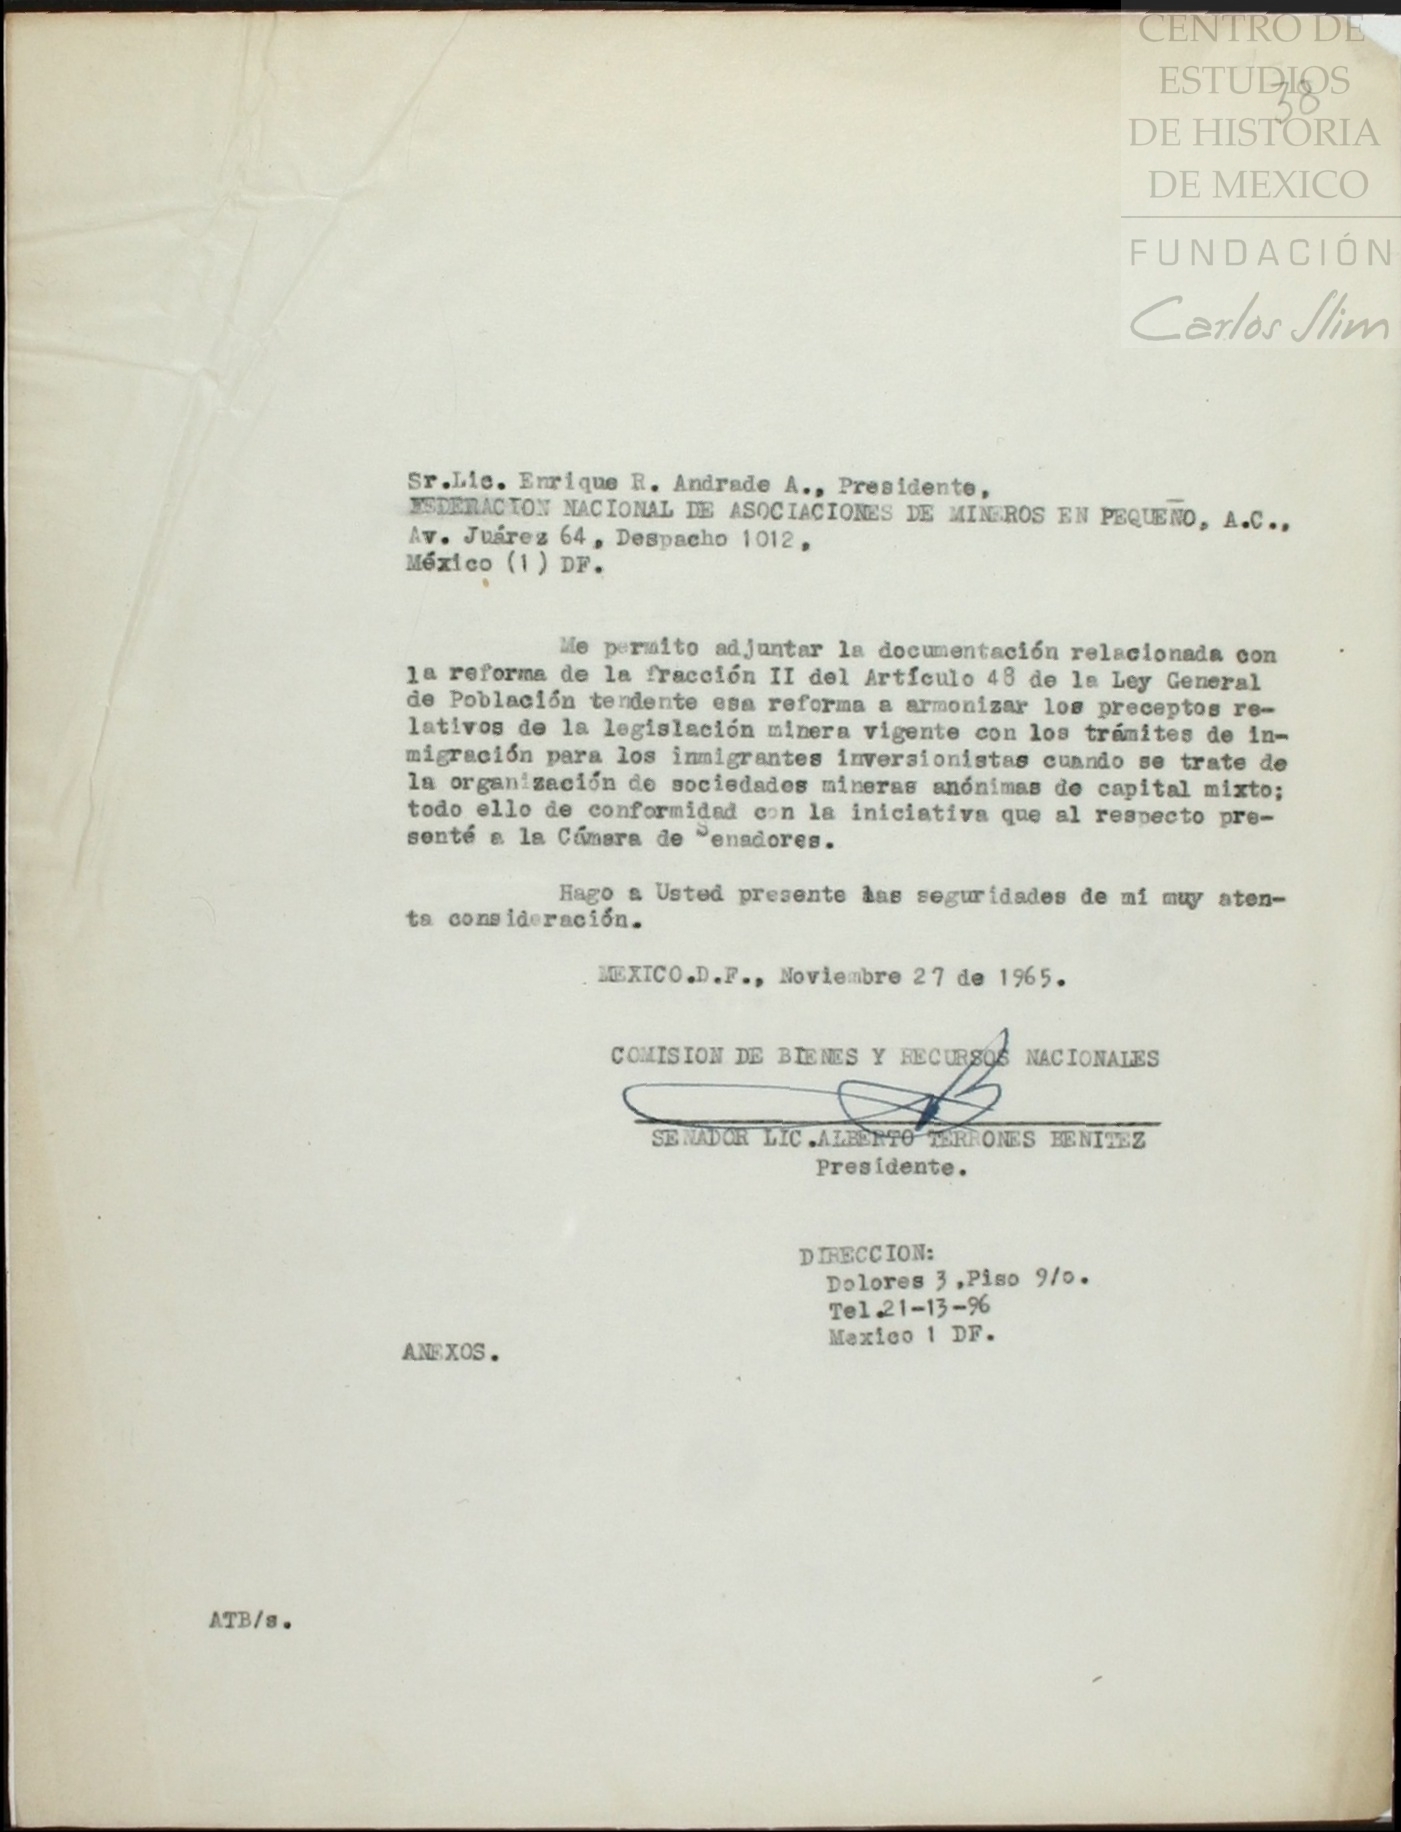 CENTRO DE
ESTUDIOS
38
DE HISTORIA
DE MEXICO
FUNDACIÓN
Carlos Slim
Sr.Lic. Enrique R. Andrade A., Presidente,
FEDERACION NACIONAL DE ASOCIACIONES DE MINEROS EN PEQUEÑO, A.C.,
Av. Juárez 64, Despacho 1012,
México (1) DF.
Me permito adjuntar la documentación relacionada con
la reforma de la fracción II del Artículo 48 de la Ley General
de Población tendente esa reforma a armonizar los preceptos re-
lativos de la legislación minera vigente con los trámites de in-
migración para los inmigrantes inversionistas cuando se trate de
la organización de sociedades mineras anónimas de capital mixto;
todo ello de conformidad con la iniciativa que al respecto pre-
senté a la Cámara de Senadores.
Hago a Usted presente las seguridades de mi muy aten-
ta consideración.
MEXICO.D.F., Noviembre 27 de 1965.
COMISION DE BIENES Y RECURSOS NACIONALES
SENADOR LIC.ALBERTO TERRONES BENITEZ
Presidente.
DIRECCION:
Dolores 3,Piso 9/o.
Tel.21-13-96
Mexico 1 DF.
ANEXOS.
ATB/s.